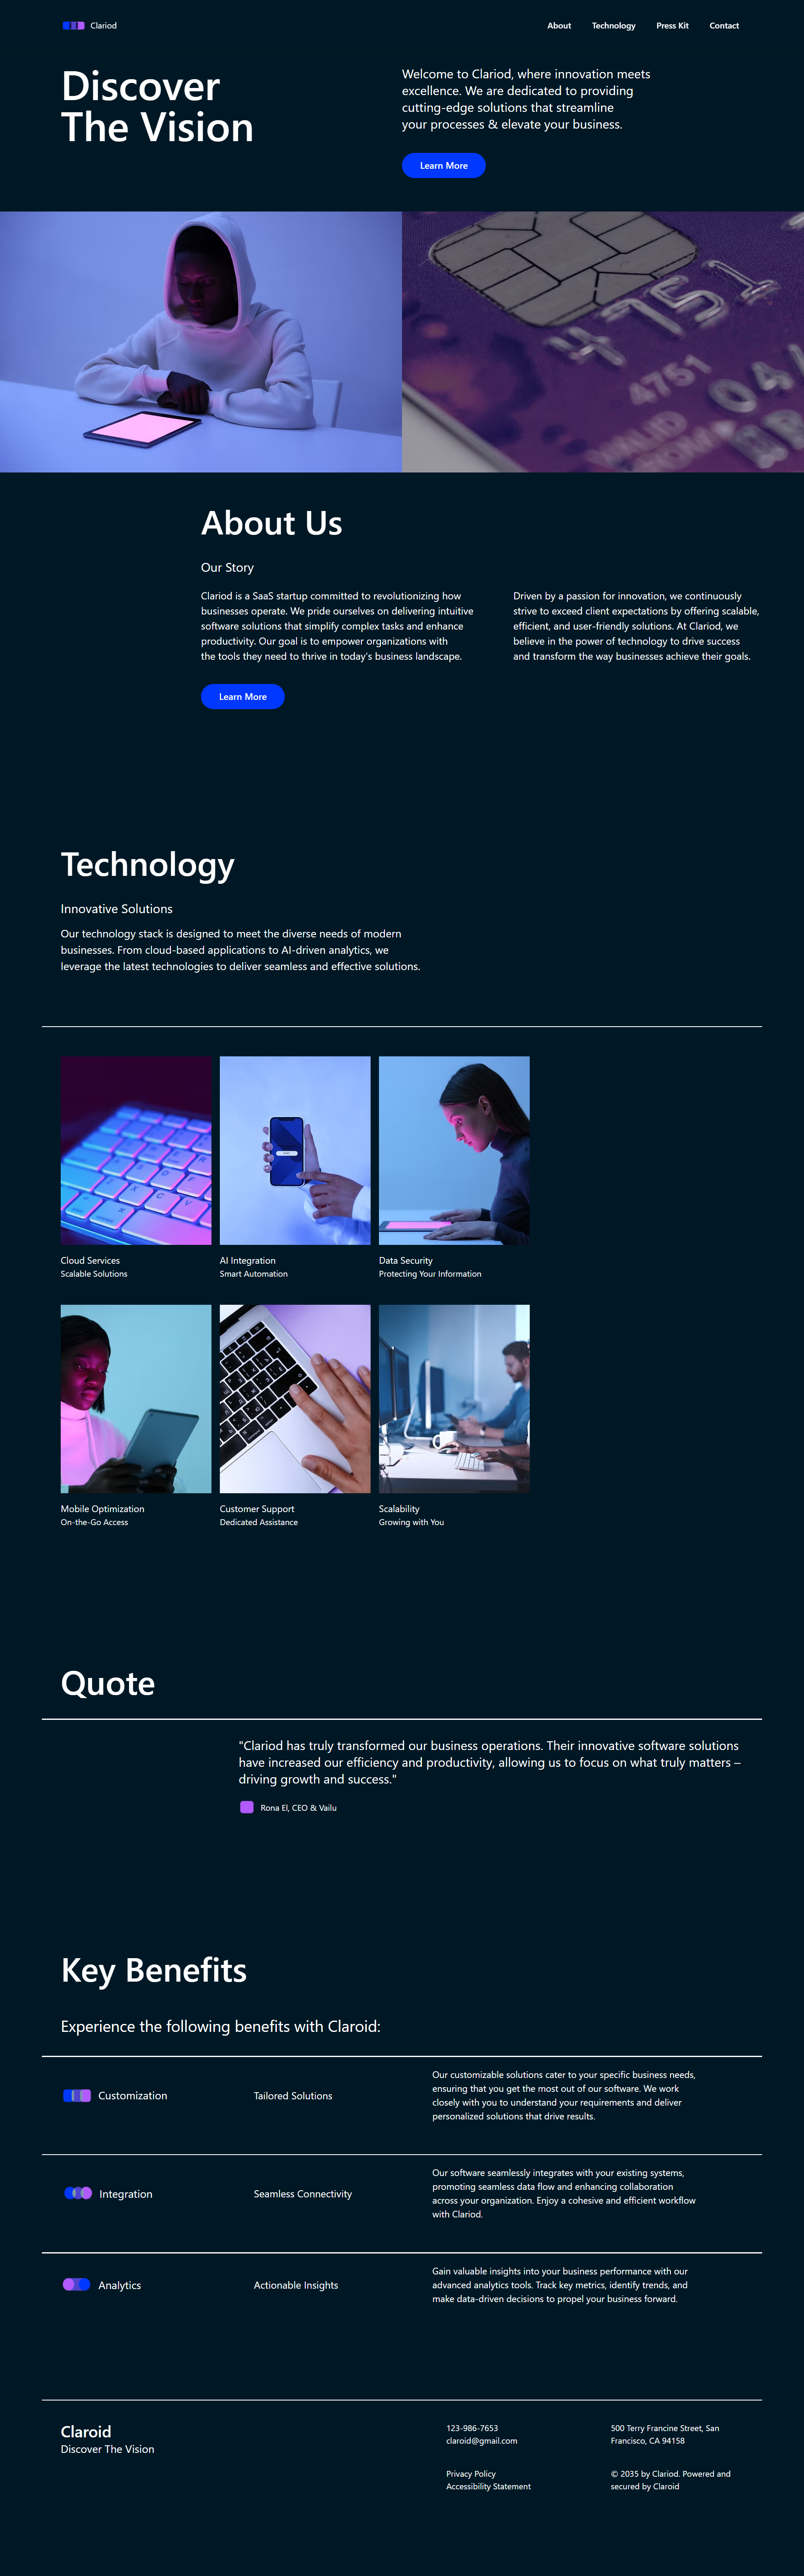 Clariod
About
Technology
Press Kit
Contact
Discover
The Vision
Welcome to Clariod, where innovation meets
excellence. We are dedicated to providing
cutting-edge solutions that streamline
your processes & elevate your business.
Learn More
4751
4751
About Us
Our Story
Clariod is a SaaS startup committed to revolutionizing how
businesses operate. We pride ourselves on delivering intuitive
software solutions that simplify complex tasks and enhance
productivity. Our goal is to empower organizations with
the tools they need to thrive in today's business landscape.
Driven by a passion for innovation, we continuously
strive to exceed client expectations by offering scalable,
efficient, and user-friendly solutions. At Clariod, we
believe in the power of technology to drive success
and transform the way businesses achieve their goals.
Learn More
Technology
Innovative Solutions
Our technology stack is designed to meet the diverse needs of modern
businesses. From cloud-based applications to AI-driven analytics, we
leverage the latest technologies to deliver seamless and effective solutions.
Cloud Services
Scalable Solutions
AI Integration
Smart Automation
Data Security
Protecting Your Information
Mobile Optimization
On-the-Go Access
Customer Support
Dedicated Assistance
Scalability
Growing with You
Quote
"Clariod has truly transformed our business operations. Their innovative software solutions
have increased our efficiency and productivity, allowing us to focus on what truly matters –
driving growth and success."
Rona El, CEO & Vailu
Key Benefits
Experience the following benefits with Claroid:
Customization
Tailored Solutions
Our customizable solutions cater to your specific business needs,
ensuring that you get the most out of our software. We work
closely with you to understand your requirements and deliver
personalized solutions that drive results.
Integration
Seamless Connectivity
Our software seamlessly integrates with your existing systems,
promoting seamless data flow and enhancing collaboration
across your organization. Enjoy a cohesive and efficient workflow
with Clariod.
Analytics
Actionable Insights
Gain valuable insights into your business performance with our
advanced analytics tools. Track key metrics, identify trends, and
make data-driven decisions to propel your business forward.
Claroid
Discover The Vision
123-986-7653
claroid@gmail.com
Privacy Policy
Accessibility Statement
500 Terry Francine Street, San
Francisco, CA 94158
© 2035 by Clariod. Powered and
secured by Claroid